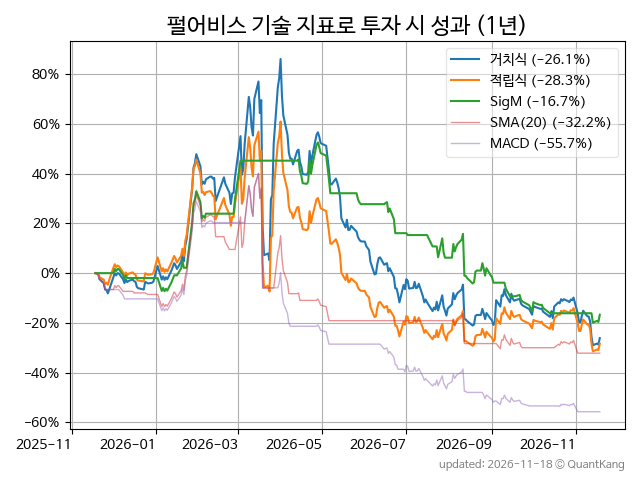 펄어비스 기술 지표로 투자 시 성과 (1년)
거치식 (-26.1%)
적립식 (-28.3%)
SigM (-16.7%)
SMA(20) (-32.2%)
MACD (-55.7%)
80%
60%
40%
20%
0%
-20%
-40%
-60%
2025-11
2026-01
2026-03
2026-05
2026-07
2026-09
2026-11
updated: 2026-11-18 © QuantKang